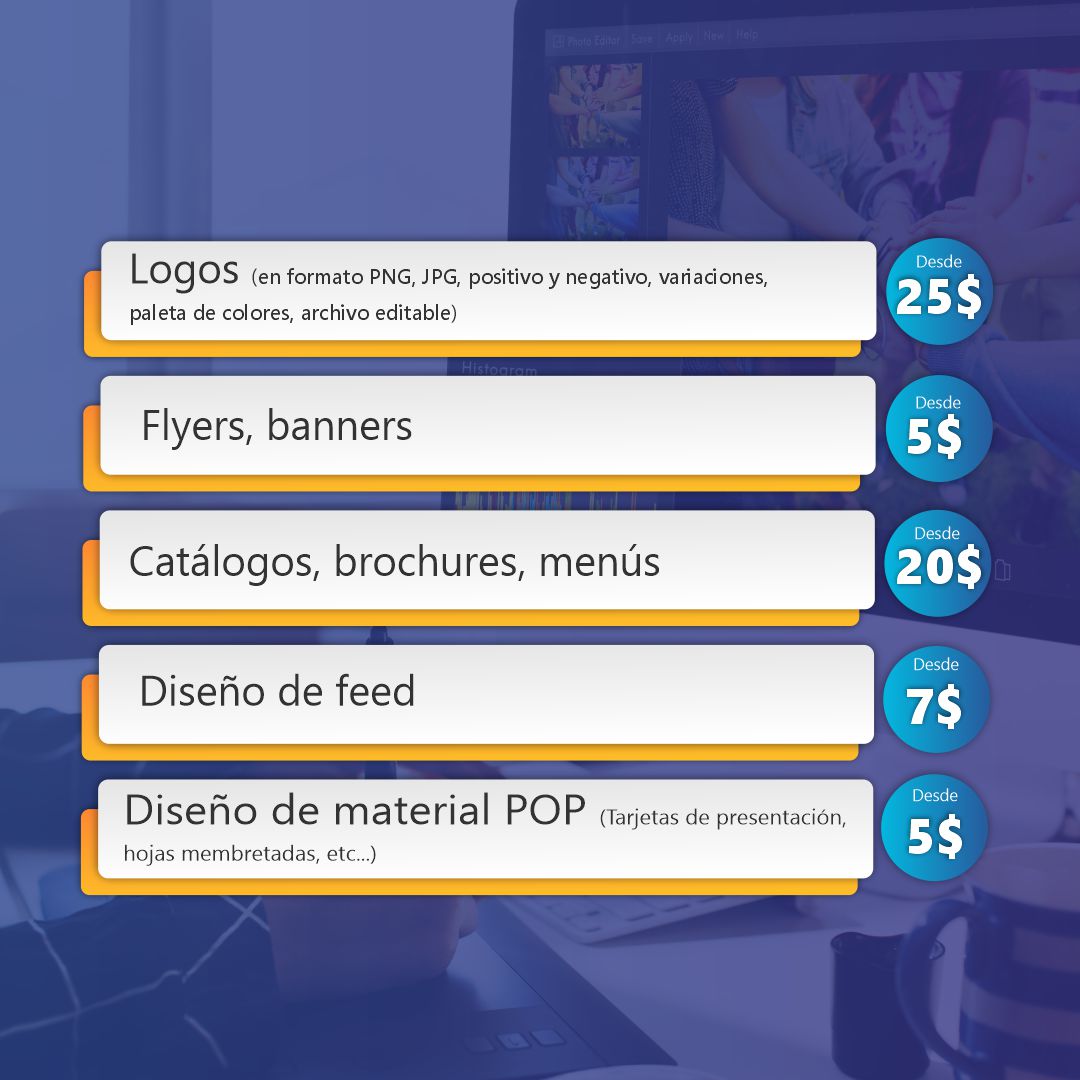 Photo Editor Save Apply New Help
Logos (en formato PNG, JPG, positivo y negativo, variaciones,
paleta de colores, archivo editable)
Desde
25$
Histogram
Flyers, banners
Desde
5$
Catálogos, brochures, menús
Desde
20$
Diseño de feed
Desde
7$
Diseño de material POP (Tarjetas de presentación,
hojas membretadas, etc...)
Desde
5$